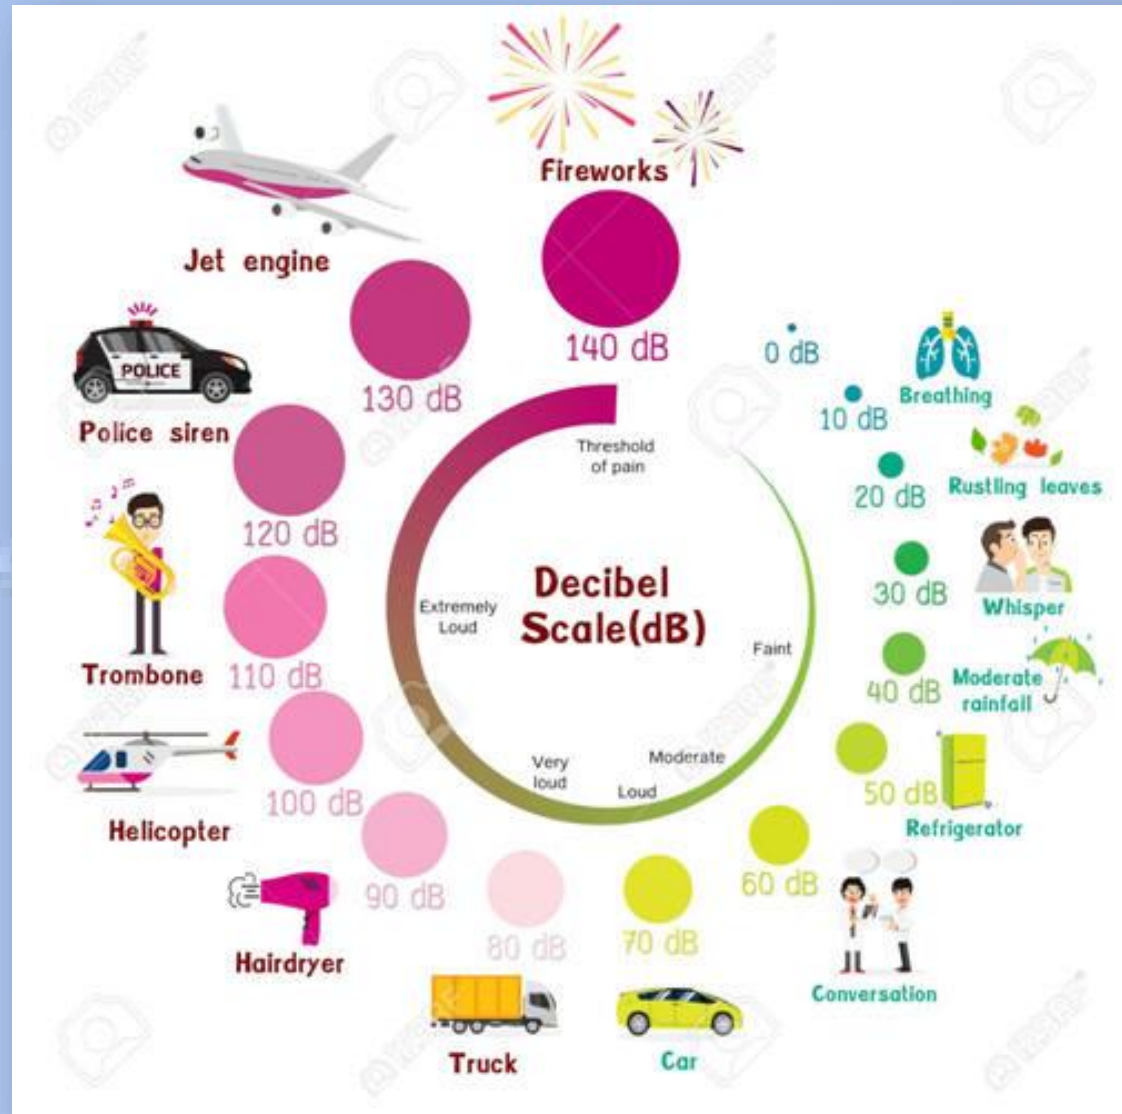 Fireworks
140 dB
Jet engine
130 dB
POLICE
Police siren
120 dB
Trombone
110 dB
Helicopter
100 dB
Hairdryer
90 dB
80 dB
Truck
70 dB
Car
60 dB
Conversation
50 dB
Refrigerator
40 dB
Moderate
rainfall
30 dB
Whisper
20 dB
Rustling leaves
10 dB
Breathing
0 dB
Threshold
of pain
Extremely
Loud
Decibel
Scale(dB)
Faint
Moderate
Loud
Very
loud
123RF